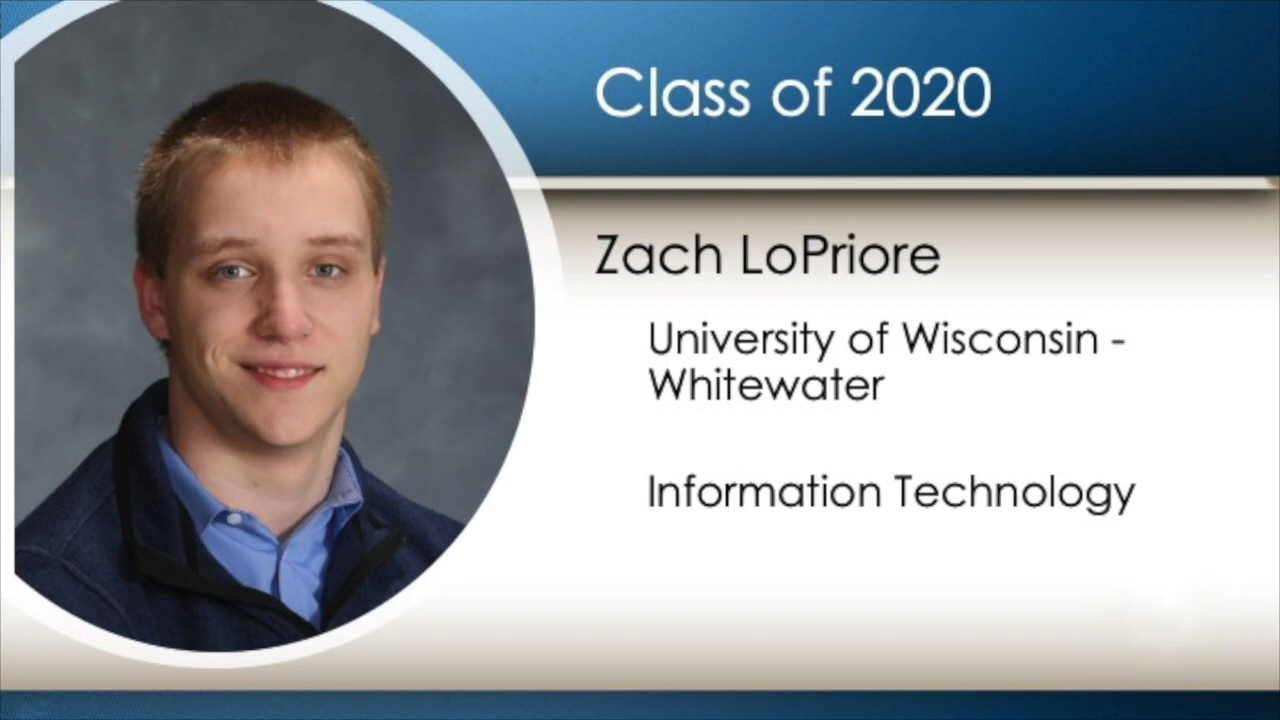 Class of 2020
Zach LoPriore
University of Wisconsin -
Whitewater
Information Technology